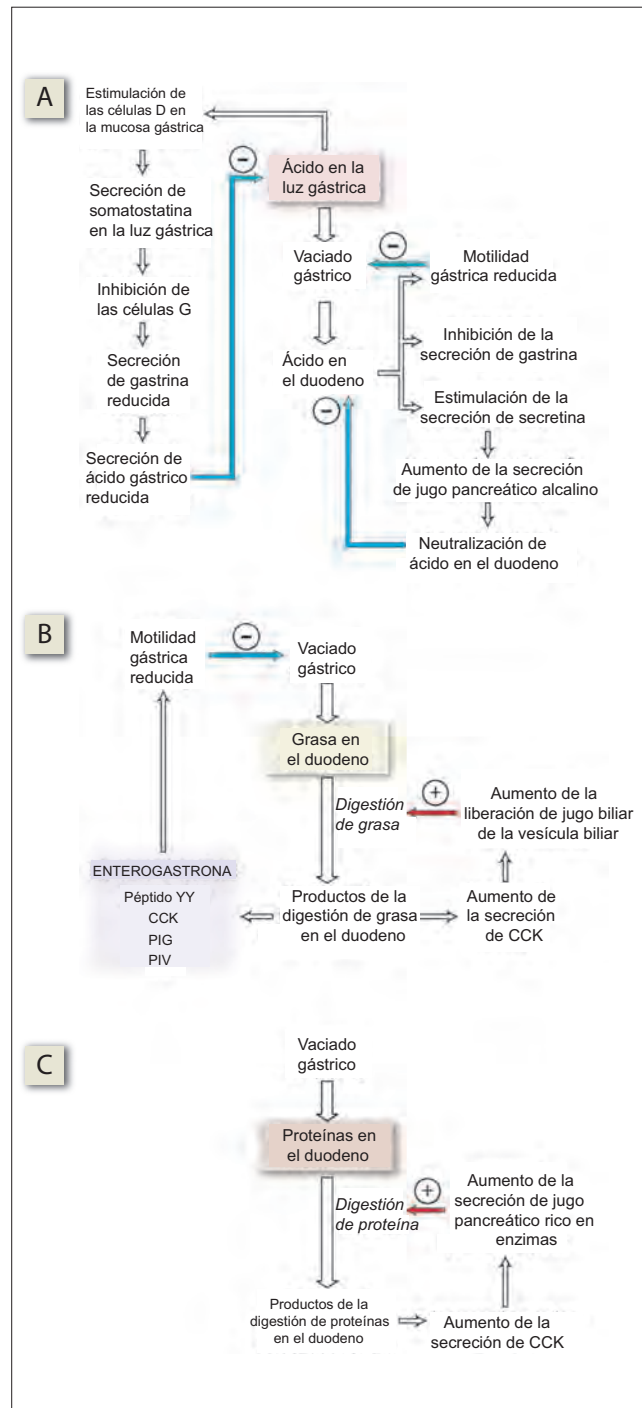 A
Estimulación de
las células D en
la mucosa gástrica
Secreción de
somatostatina
en la luz gástrica
Inhibición de
las células G
Secreción
de gastrina
reducida
Secreción de
ácido gástrico
reducida
−
Ácido en la
luz gástrica
Vaciado
gástrico
−
Motilidad
gástrica reducida
Ácido en
el duodeno
−
Inhibición de la
secreción de gastrina
Estimulación de la
secreción de secretina
Aumento de la secreción
de jugo pancreático alcalino
Neutralización de
ácido en el duodeno
B
Motilidad
gástrica
reducida
−
Vaciado
gástrico
Grasa en
el duodeno
Digestión
de grasa
+
Aumento de la
liberación de jugo biliar
de la vesícula biliar
ENTEROGASTRONA
Péptido YY
CCK
PIG
PIV
Productos de la
digestión de grasa
en el duodeno
Aumento de
la secreción
de CCK
C
Vaciado
gástrico
Proteínas en
el duodeno
Digestión
de proteína
+
Aumento de la
secreción de jugo
pancreático rico en
enzimas
Productos de la
digestión de proteínas
en el duodeno
Aumento de la
secreción de CCK